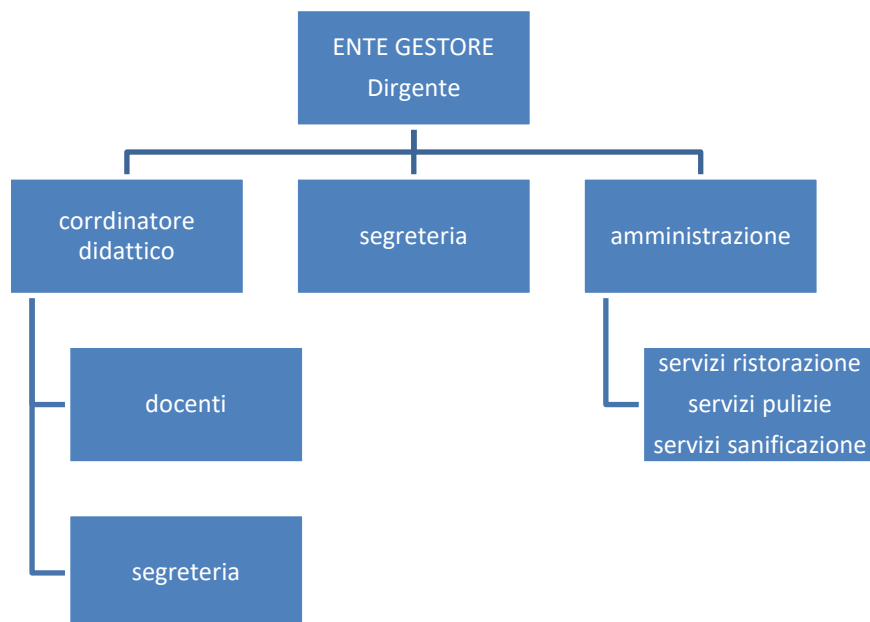 ENTE GESTORE
Dirgente
corrdinatore
didattico
segreteria
amministrazione
docenti
servizi ristorazione
servizi pulizie
servizi sanificazione
segreteria